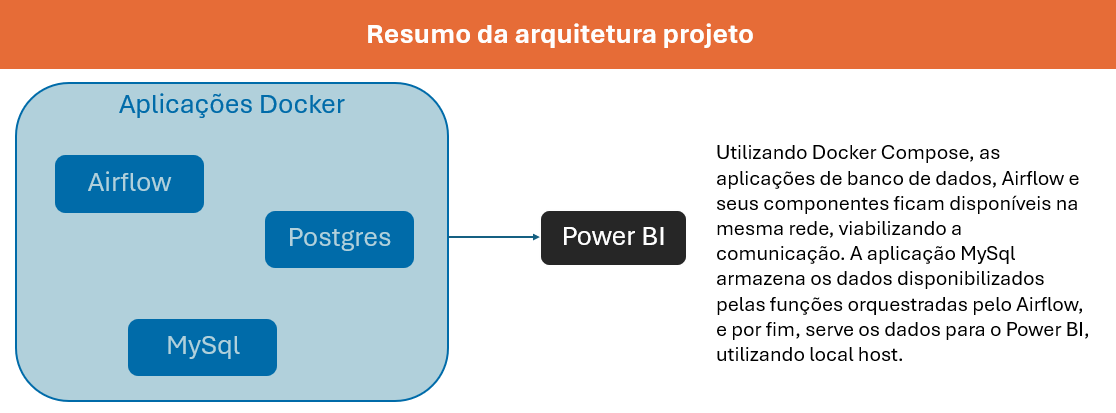 Resumo da arquitetura projeto
Aplicações Docker
Airflow
Postgres
MySql
Power BI
Utilizando Docker Compose, as
aplicações de banco de dados, Airflow e
seus componentes ficam disponíveis na
mesma rede, viabilizando a
comunicação. A aplicação MySql
armazena os dados disponibilizados
pelas funções orquestradas pelo Airflow,
e por fim, serve os dados para o Power BI,
utilizando local host.